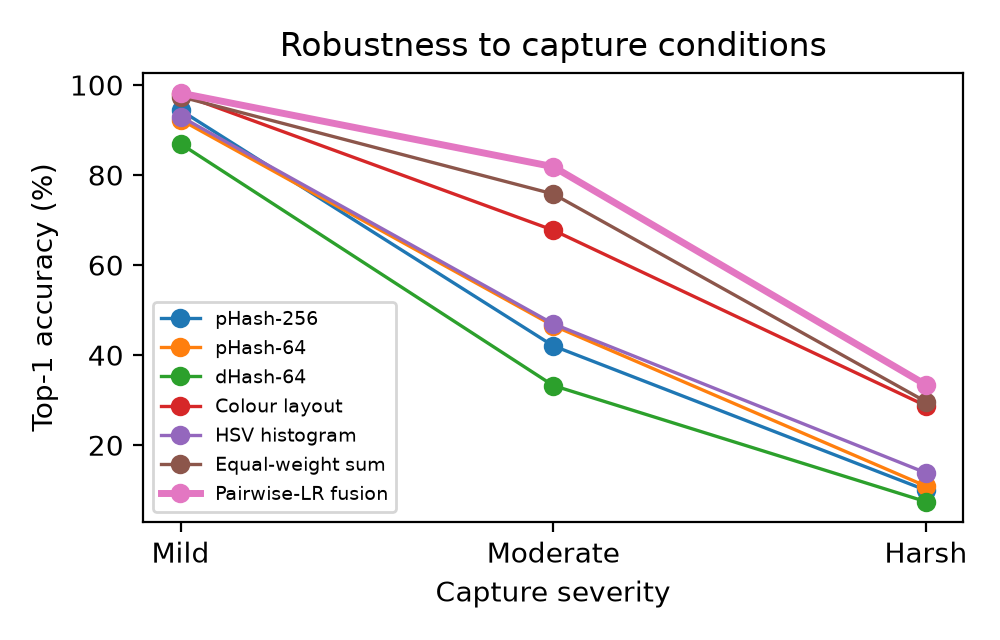 Robustness to capture conditions
Top-1 accuracy (%)
100
80
60
40
20
pHash-256
pHash-64
dHash-64
Colour layout
HSV histogram
Equal-weight sum
Pairwise-LR fusion
Mild
Moderate
Harsh
Capture severity